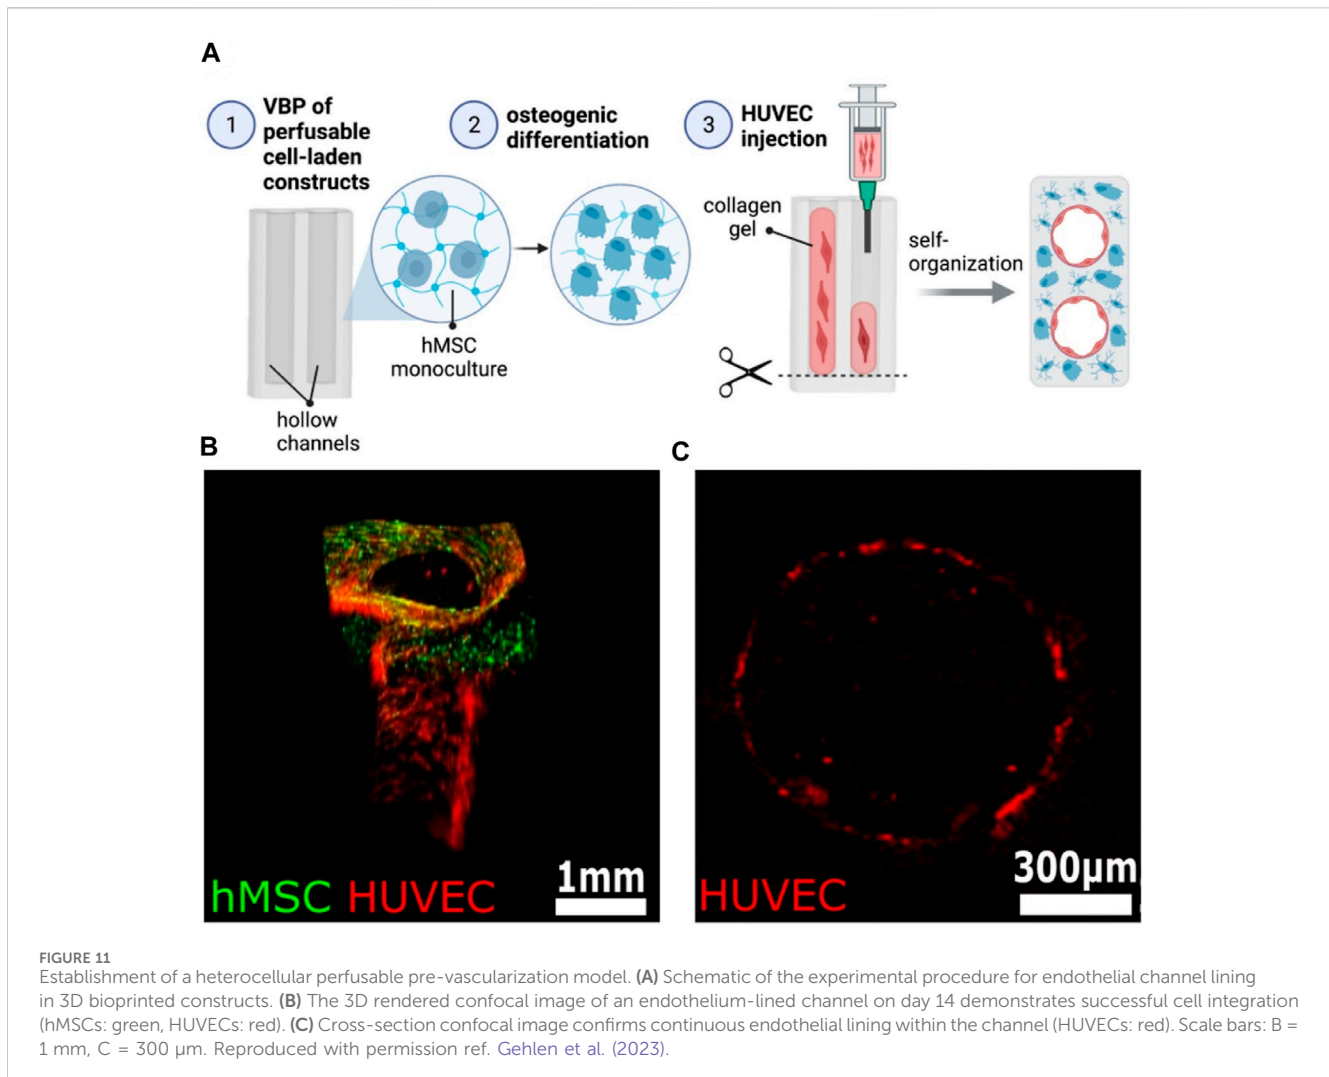 A
1
VBP of
perfusable
cell-laden
constructs
2
osteogenic
differentiation
3
HUVEC
injection
collagen
gel
self-
organization
hMSC
monoculture
hollow
channels
B
C
hMSC HUVEC
1mm
HUVEC
300μm
FIGURE 11
Establishment of a heterocellular perfusable pre-vascularization model. (A) Schematic of the experimental procedure for endothelial channel lining
in 3D bioprinted constructs. (B) The 3D rendered confocal image of an endothelium-lined channel on day 14 demonstrates successful cell integration
(hMSCs: green, HUVECs: red). (C) Cross-section confocal image confirms continuous endothelial lining within the channel (HUVECs: red). Scale bars: B =
1 mm, C = 300 μm. Reproduced with permission ref. Gehlen et al. (2023).